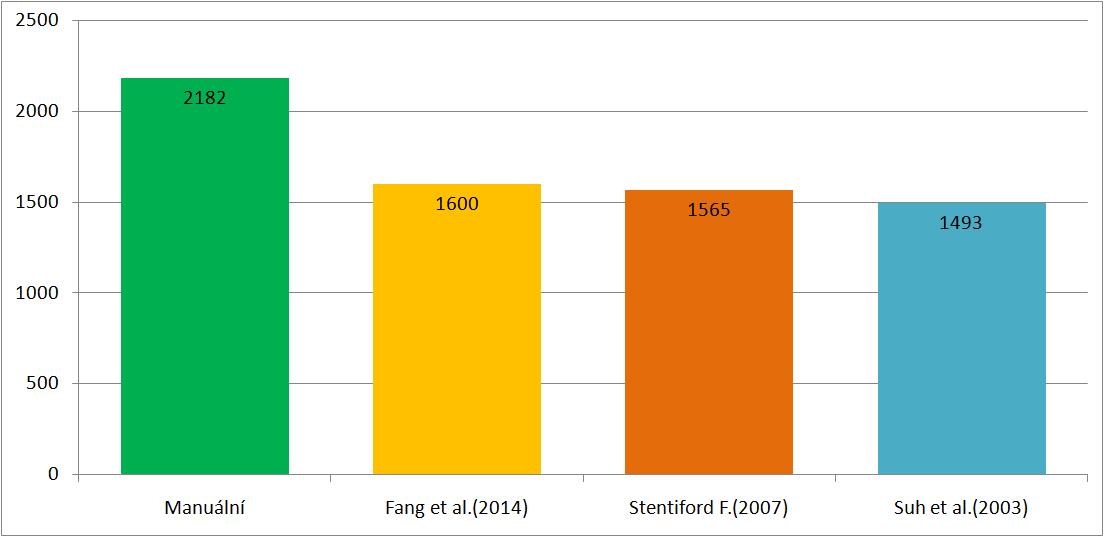 2500
2000
1500
1000
500
0
2182
1600
1565
1493
Manuální
Fang et al.(2014)
Stentiford F.(2007)
Suh et al.(2003)